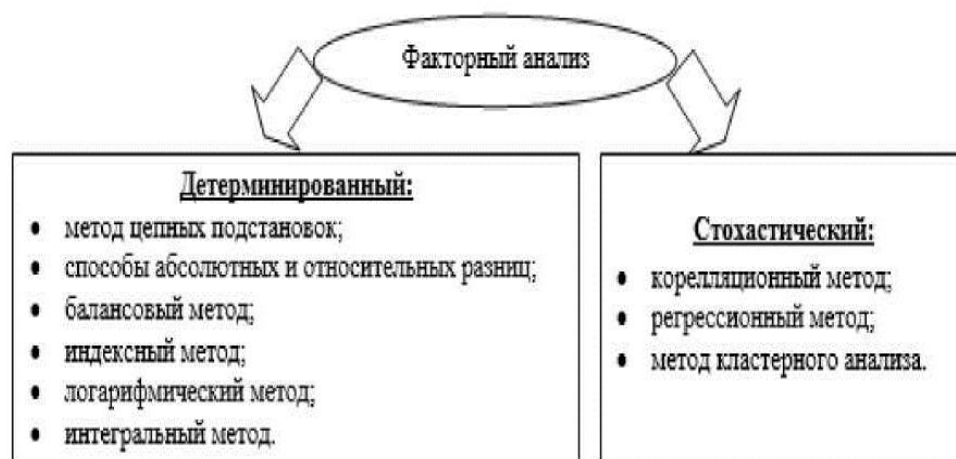 Факторный анализ
Детерминированный:
• метод цепных подстановок;
• способы абсолютных и относительных разниц;
• балансовый метод;
• индексный метод;
• логарифмический метод;
• интегральный метод.
Стохастический:
• корелляционный метод;
• регрессионный метод;
• метод кластерного анализа.